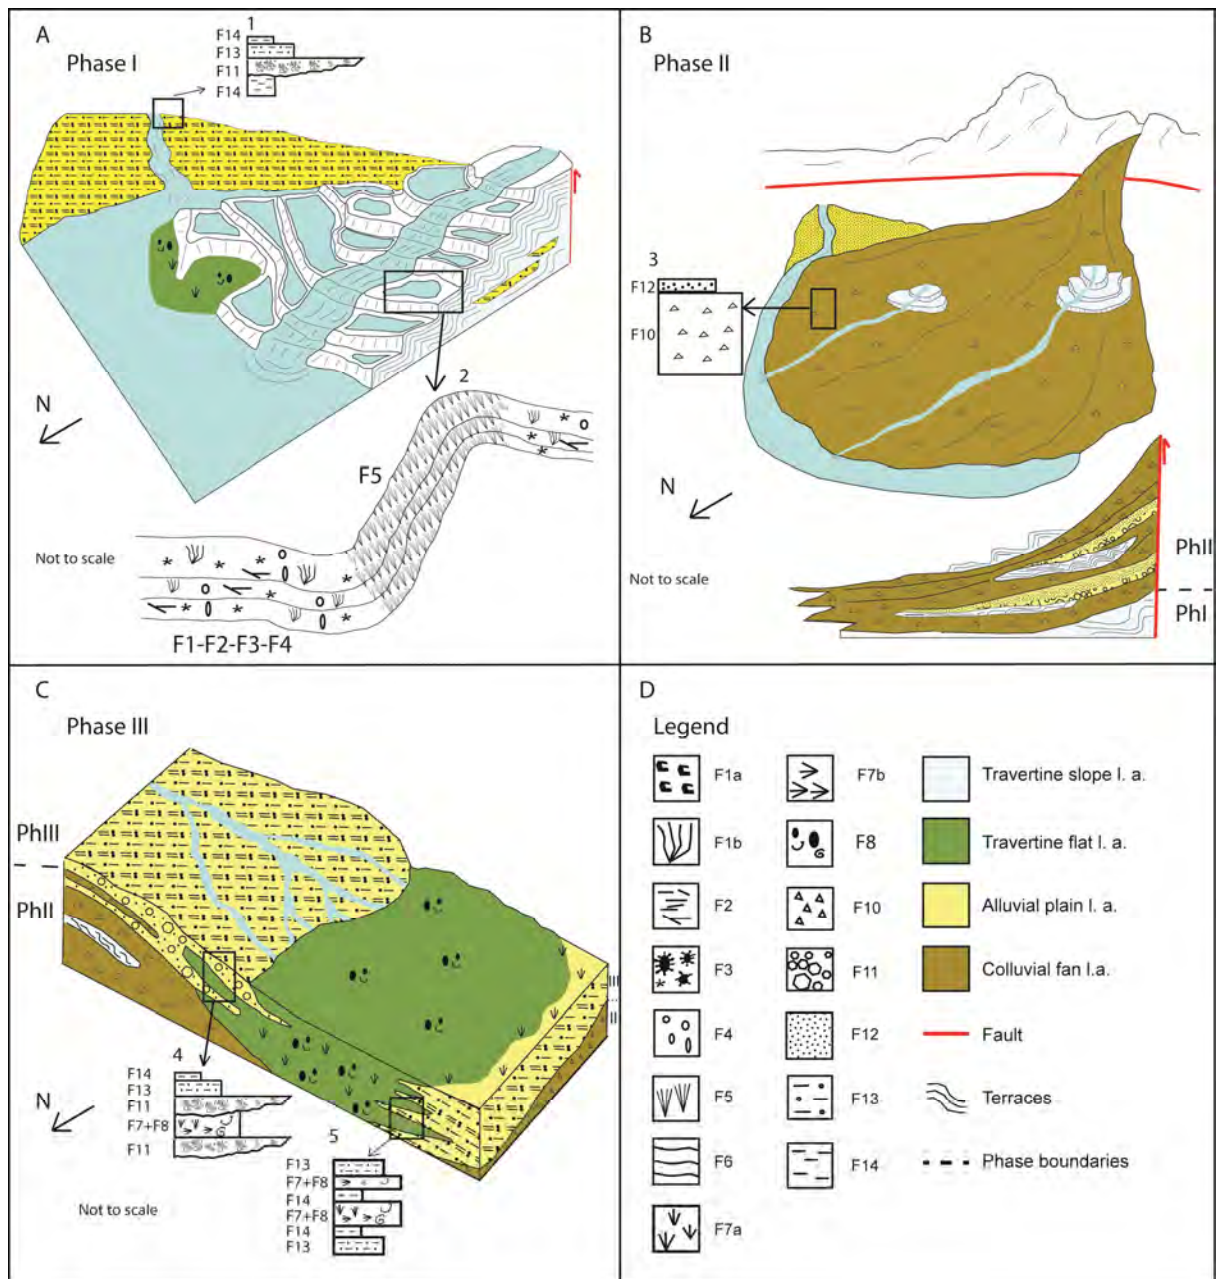 A
Phase I
1
F14
F13
F11
F14
N
2
F5
Not to scale
F1-F2-F3-F4
B
Phase II
3
F12
F10
N
Not to scale
PhII
PhI
C
Phase III
PhIII
PhII
III
II
4
F14
F13
F11
F7+F8
F11
N
5
F13
F7+F8
F14
F7+F8
F14
F13
Not to scale
D
Legend
F1a
F7b
Travertine slope l. a.
F1b
F8
Travertine flat l. a.
F2
F10
Alluvial plain l. a.
F3
F11
Colluvial fan l.a.
F4
F12
Fault
F5
F13
Terraces
F6
F14
Phase boundaries
F7a